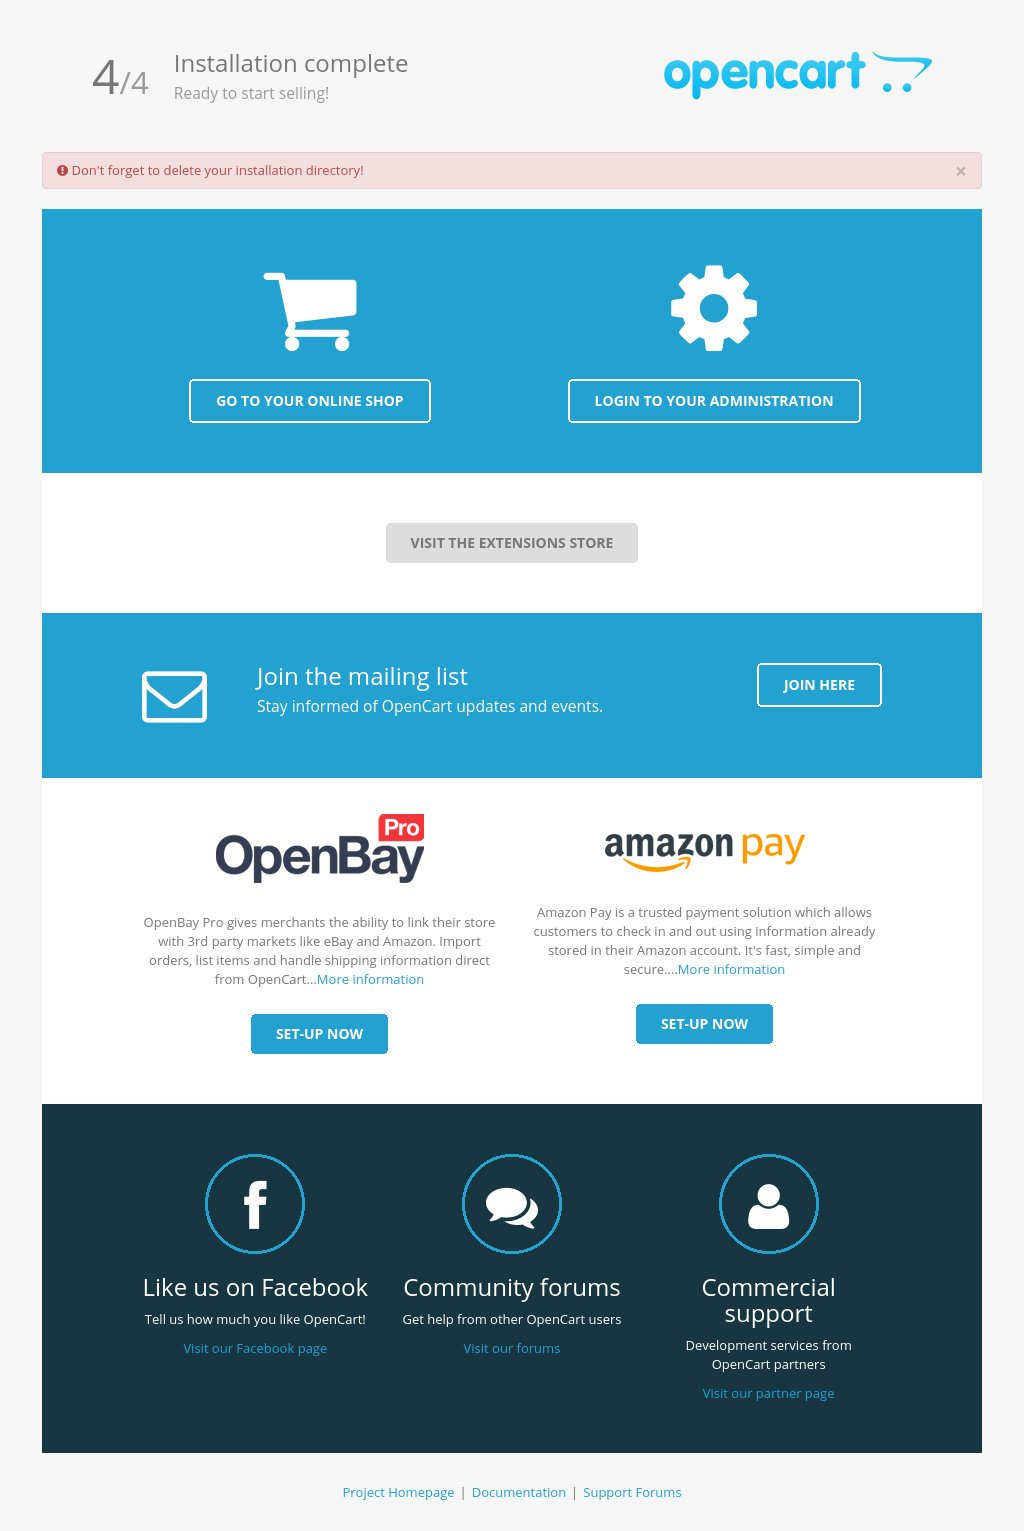 4/4
Installation complete
Ready to start selling!
opencart
Don't forget to delete your installation directory!
×
GO TO YOUR ONLINE SHOP
LOGIN TO YOUR ADMINISTRATION
VISIT THE EXTENSIONS STORE
Join the mailing list
Stay informed of OpenCart updates and events.
JOIN HERE
OpenBay Pro
OpenBay Pro gives merchants the ability to link their store
with 3rd party markets like eBay and Amazon. Import
orders, list items and handle shipping information direct
from OpenCart...More information
SET-UP NOW
amazon pay
Amazon Pay is a trusted payment solution which allows
customers to check in and out using information already
stored in their Amazon account. It's fast, simple and
secure....More information
SET-UP NOW
Like us on Facebook
Tell us how much you like OpenCart!
Visit our Facebook page
Community forums
Get help from other OpenCart users
Visit our forums
Commercial
support
Development services from
OpenCart partners
Visit our partner page
Project Homepage | Documentation | Support Forums